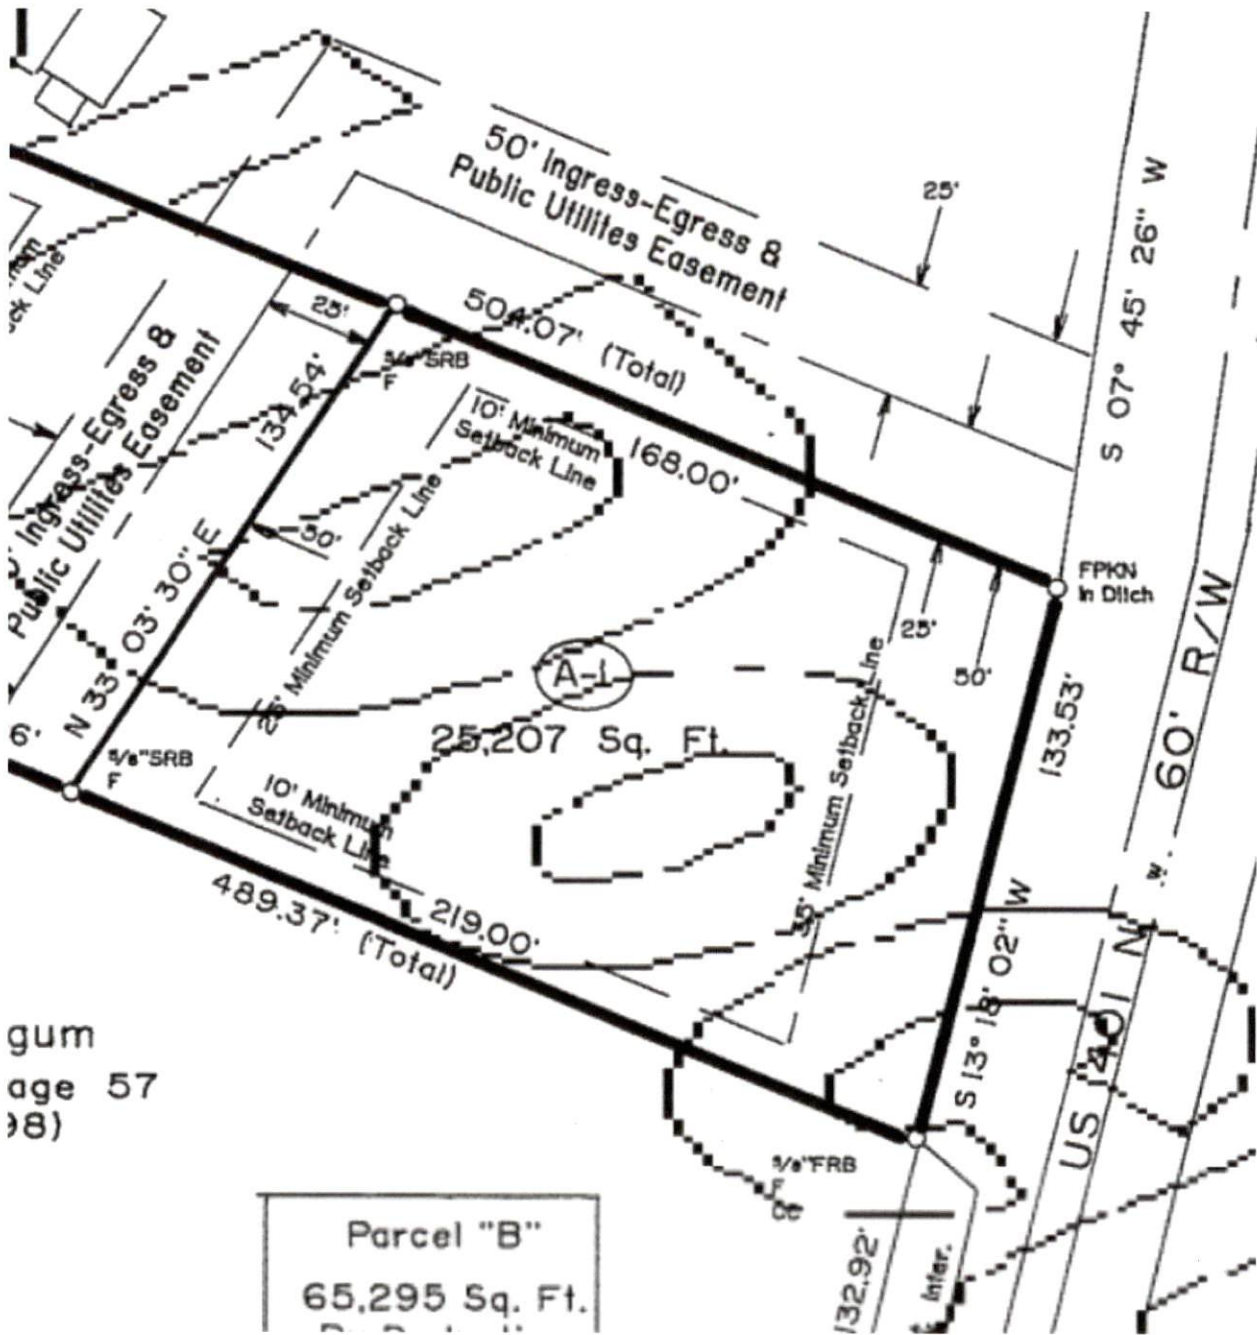 50' Ingress-Egress &
Public Utilites Easement
25'
S 07° 45' 26" W
504.07' (Total)
25'
5/8" SRB
F
134.54'
10' Minimum
Setback Line
168.00'
Ingress-Egress &
Public Utilites Easement
50'
N 33° 03' 30" E
25' Minimum Setback Line
FPKN
In Ditch
25'
50'
A-1
25,207 Sq. Ft.
35' Minimum Setback Line
133.53'
60' R/W
6'
5/8"SRB
F
10' Minimum
Setback Line
489.37' (Total)
219.00'
S 13° 18' 02" W
US 401 N
.w.
gum
age 57
98)
5/8"FRB
F
Parcel "B"
65,295 Sq. Ft.
132.92'
Inter.